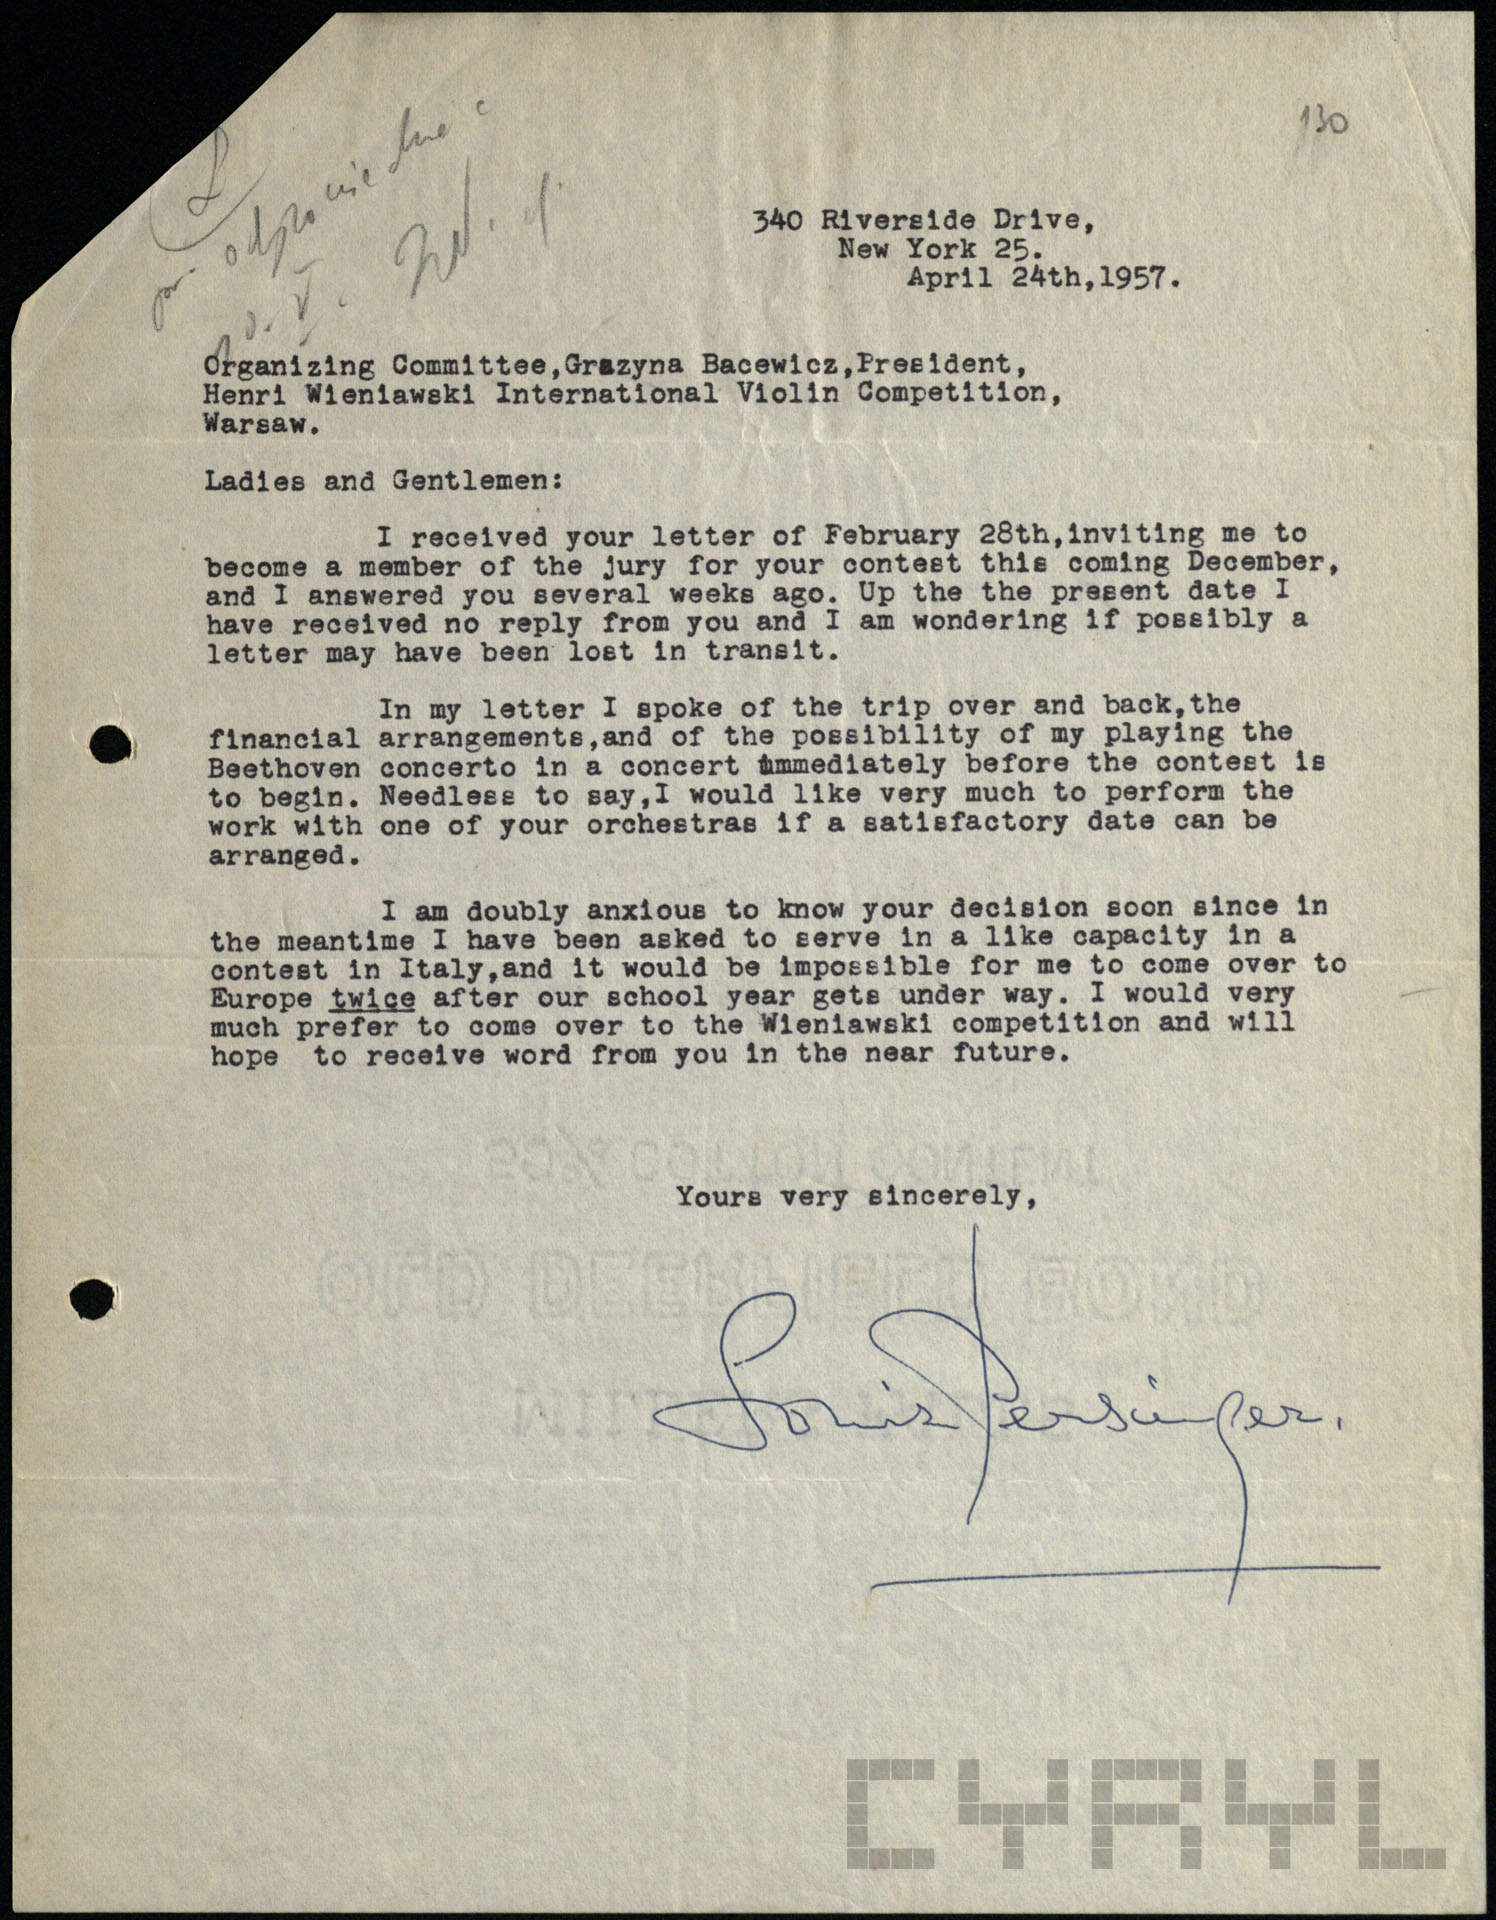 130
odpowiedzieć
340 Riverside Drive,
New York 25.
April 24th,1957.
Organizing Committee,Grazyna Bacewicz,President,
Henri Wieniawski International Violin Competition,
Warsaw.
Ladies and Gentlemen:
I received your letter of February 28th,inviting me to
become a member of the jury for your contest this coming December,
and I answered you several weeks ago. Up the the present date I
have received no reply from you and I am wondering if possibly a
letter may have been lost in transit.
In my letter I spoke of the trip over and back,the
financial arrangements,and of the possibility of my playing the
Beethoven concerto in a concert immediately before the contest is
to begin. Needless to say,I would like very much to perform the
work with one of your orchestras if a satisfactory date can be
arranged.
I am doubly anxious to know your decision soon since in
the meantime I have been asked to serve in a like capacity in a
contest in Italy,and it would be impossible for me to come over to
Europe twice after our school year gets under way. I would very
much prefer to come over to the Wieniawski competition and will
hope to receive word from you in the near future.
Yours very sincerely,
Louis Persinger.
CYRYL